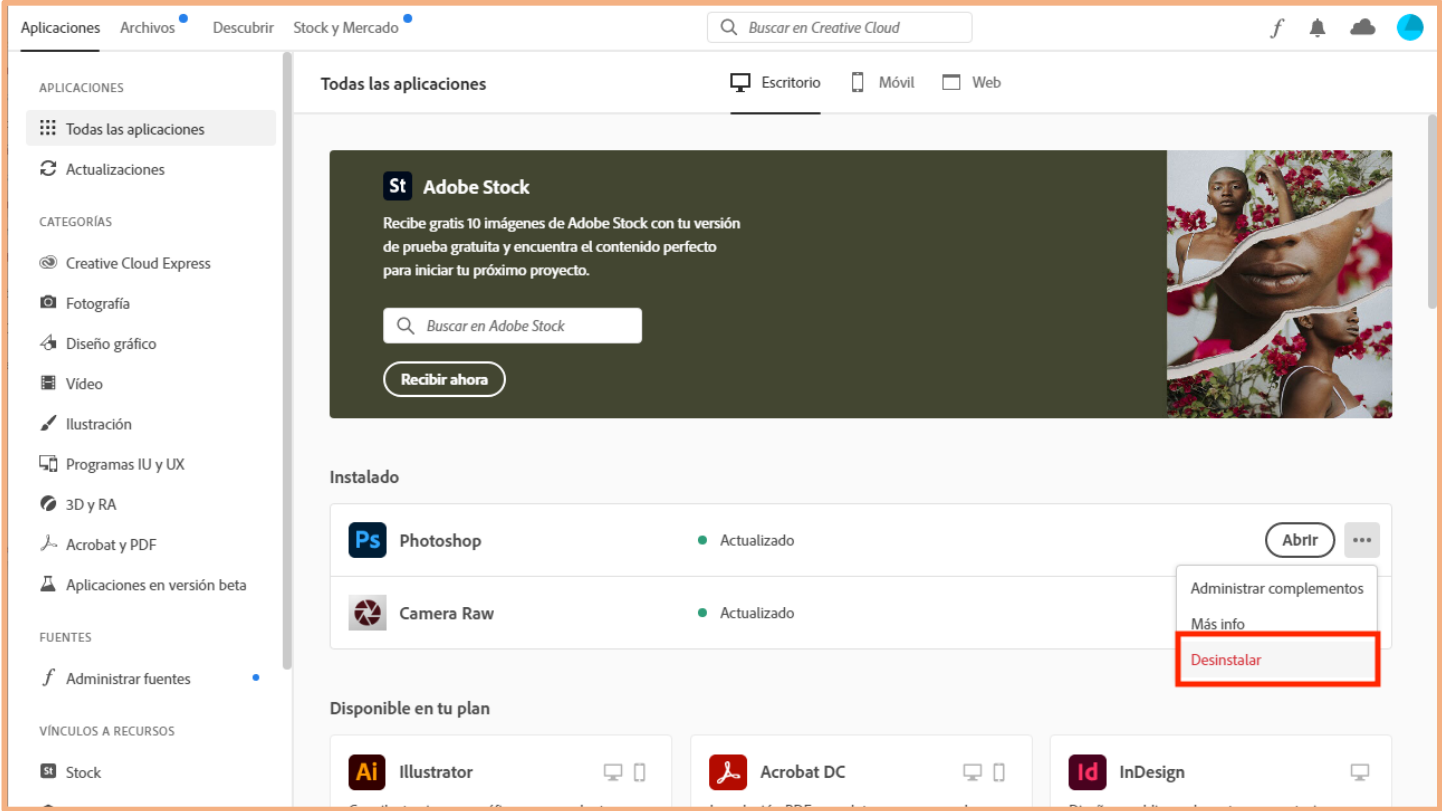 Aplicaciones Archivos Descubrir Stock y Mercado Buscar en Creative Cloud
APLICACIONES
Todas las aplicaciones
Actualizaciones
CATEGORÍAS
Creative Cloud Express
Fotografía
Diseño gráfico
Vídeo
Ilustración
Programas IU y UX
3D y RA
Acrobat y PDF
Aplicaciones en versión beta
FUENTES
Administrar fuentes
VÍNCULOS A RECURSOS
St Stock
Todas las aplicaciones Escritorio Móvil Web
St Adobe Stock
Recibe gratis 10 imágenes de Adobe Stock con tu versión
de prueba gratuita y encuentra el contenido perfecto
para iniciar tu próximo proyecto.
Buscar en Adobe Stock
Recibir ahora
Instalado
Ps Photoshop Actualizado Abrir
Camera Raw Actualizado
Administrar complementos
Más info
Desinstalar
Disponible en tu plan
Ai Illustrator Acrobat DC Id InDesign